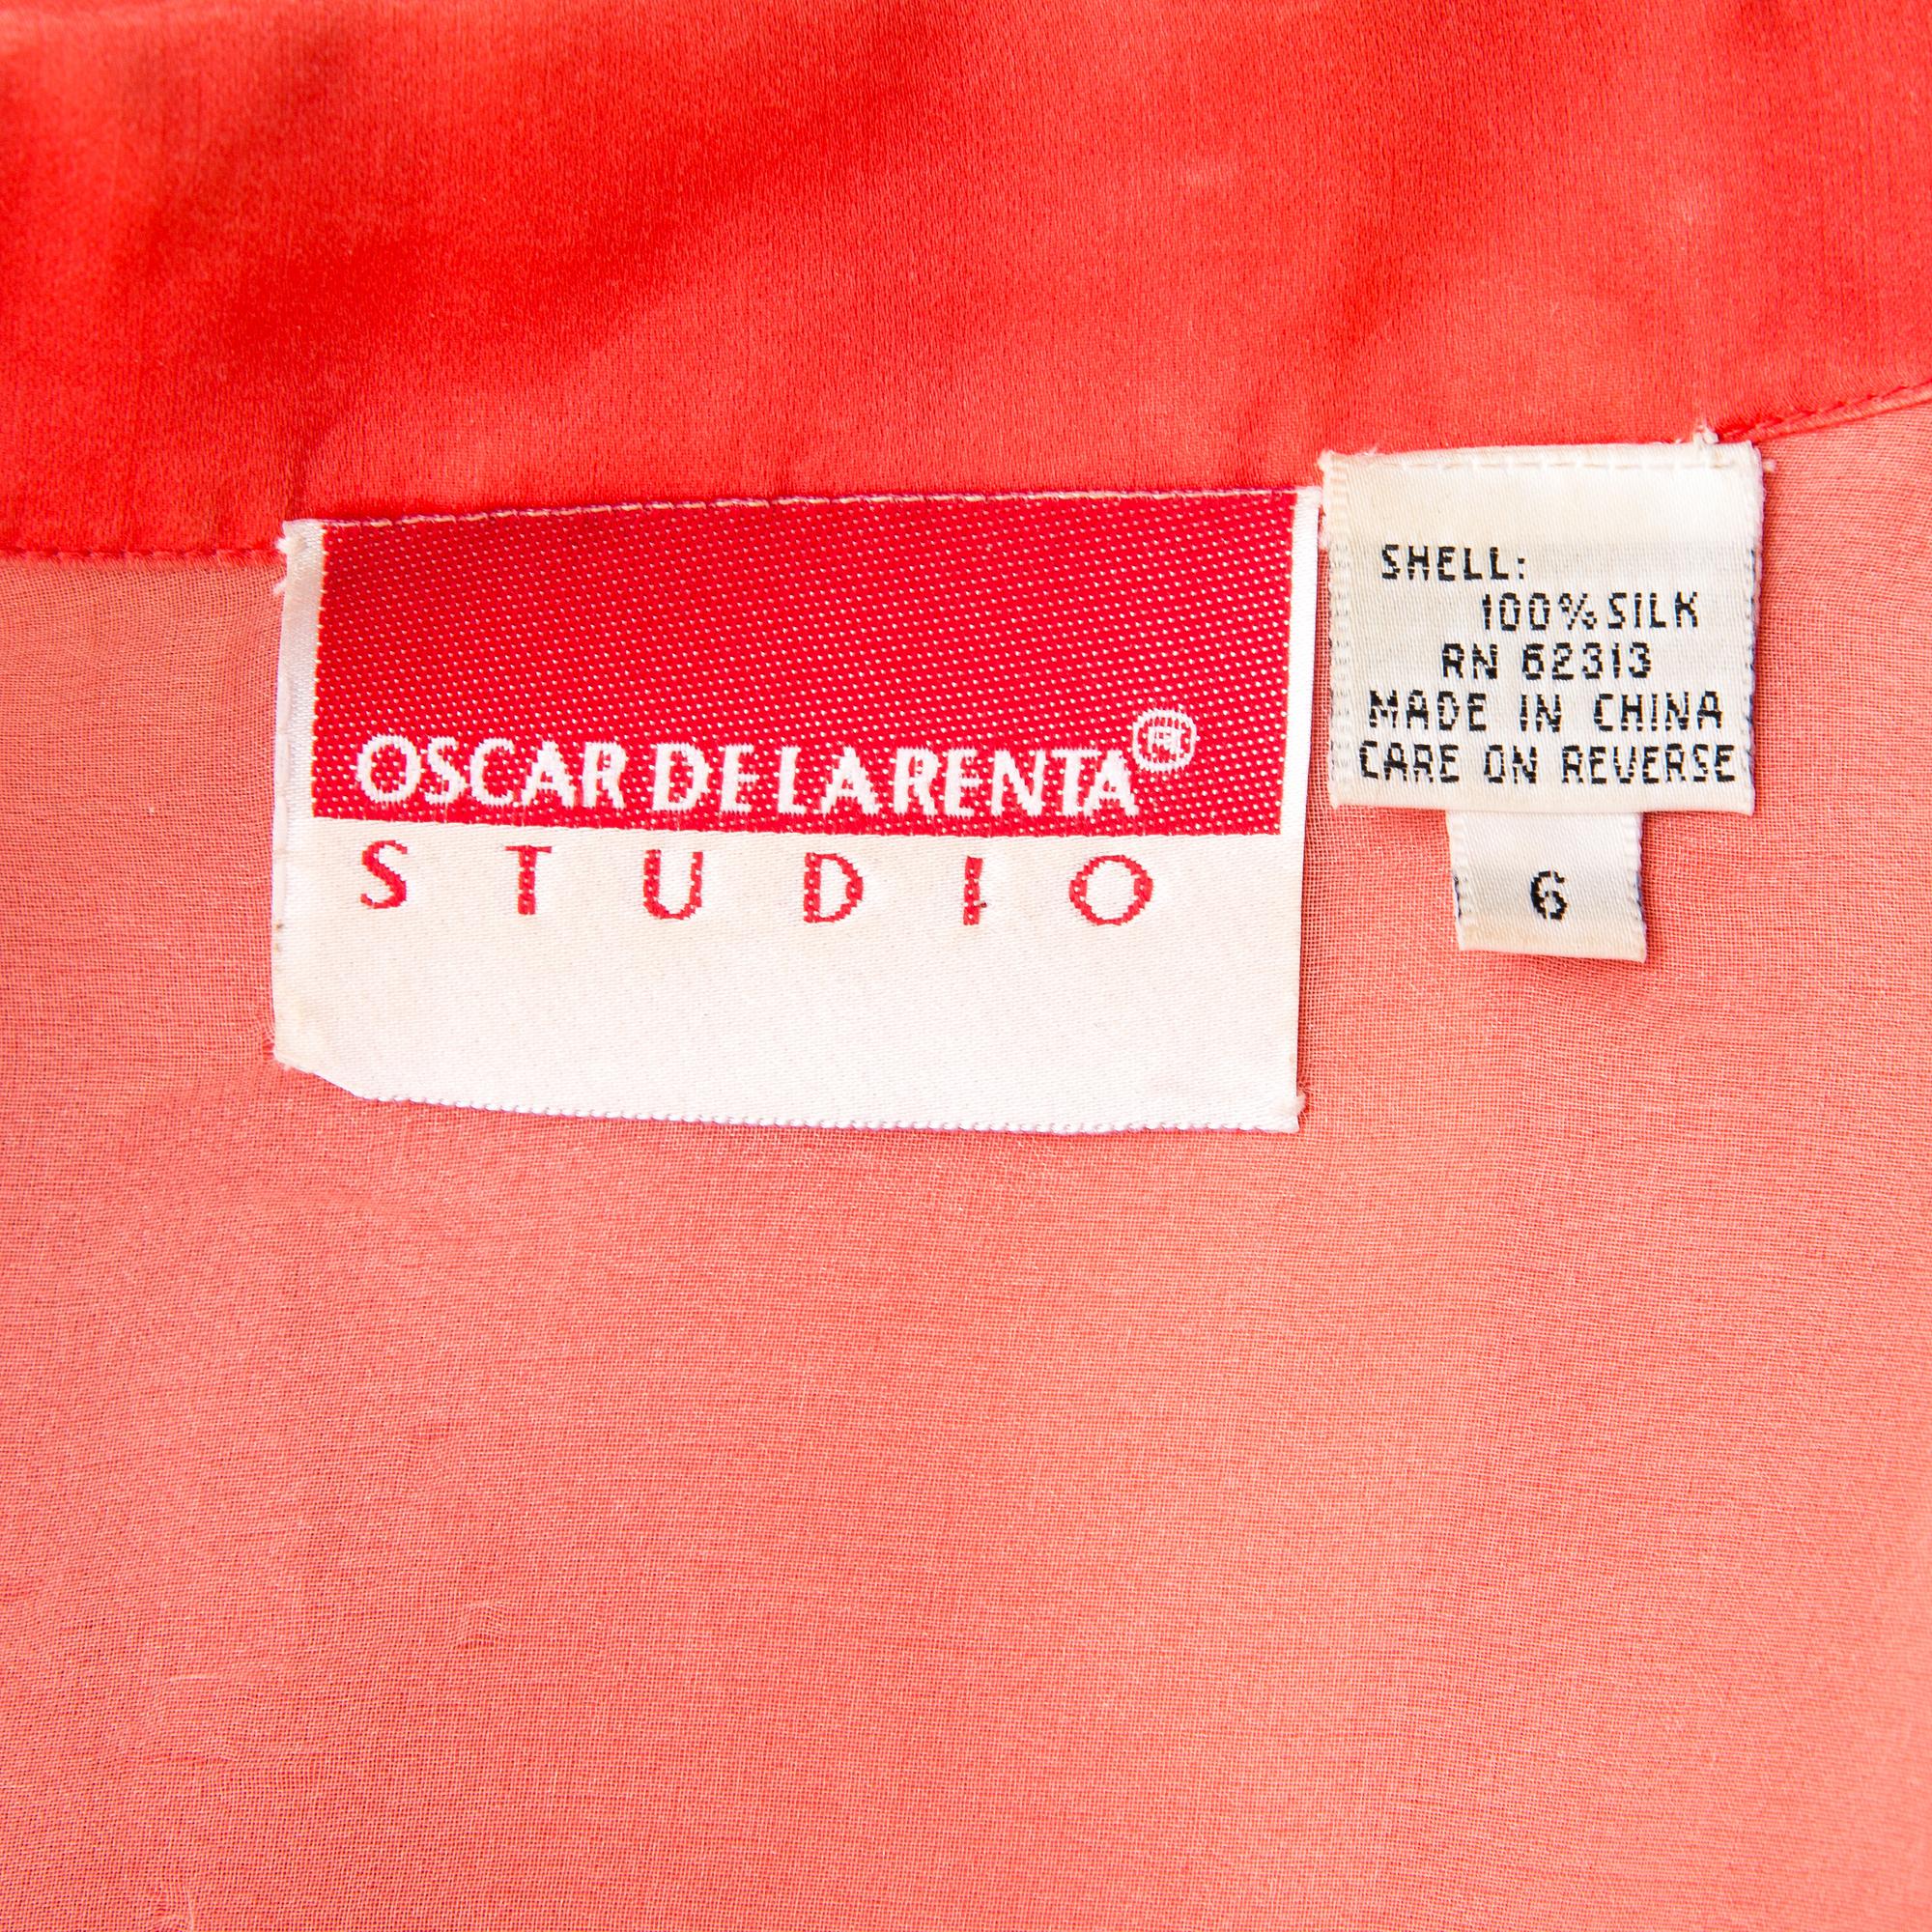 OSCAR DE LA RENTA®
STUDIO
SHELL:
100% SILK
RN 62313
MADE IN CHINA
CARE ON REVERSE
6